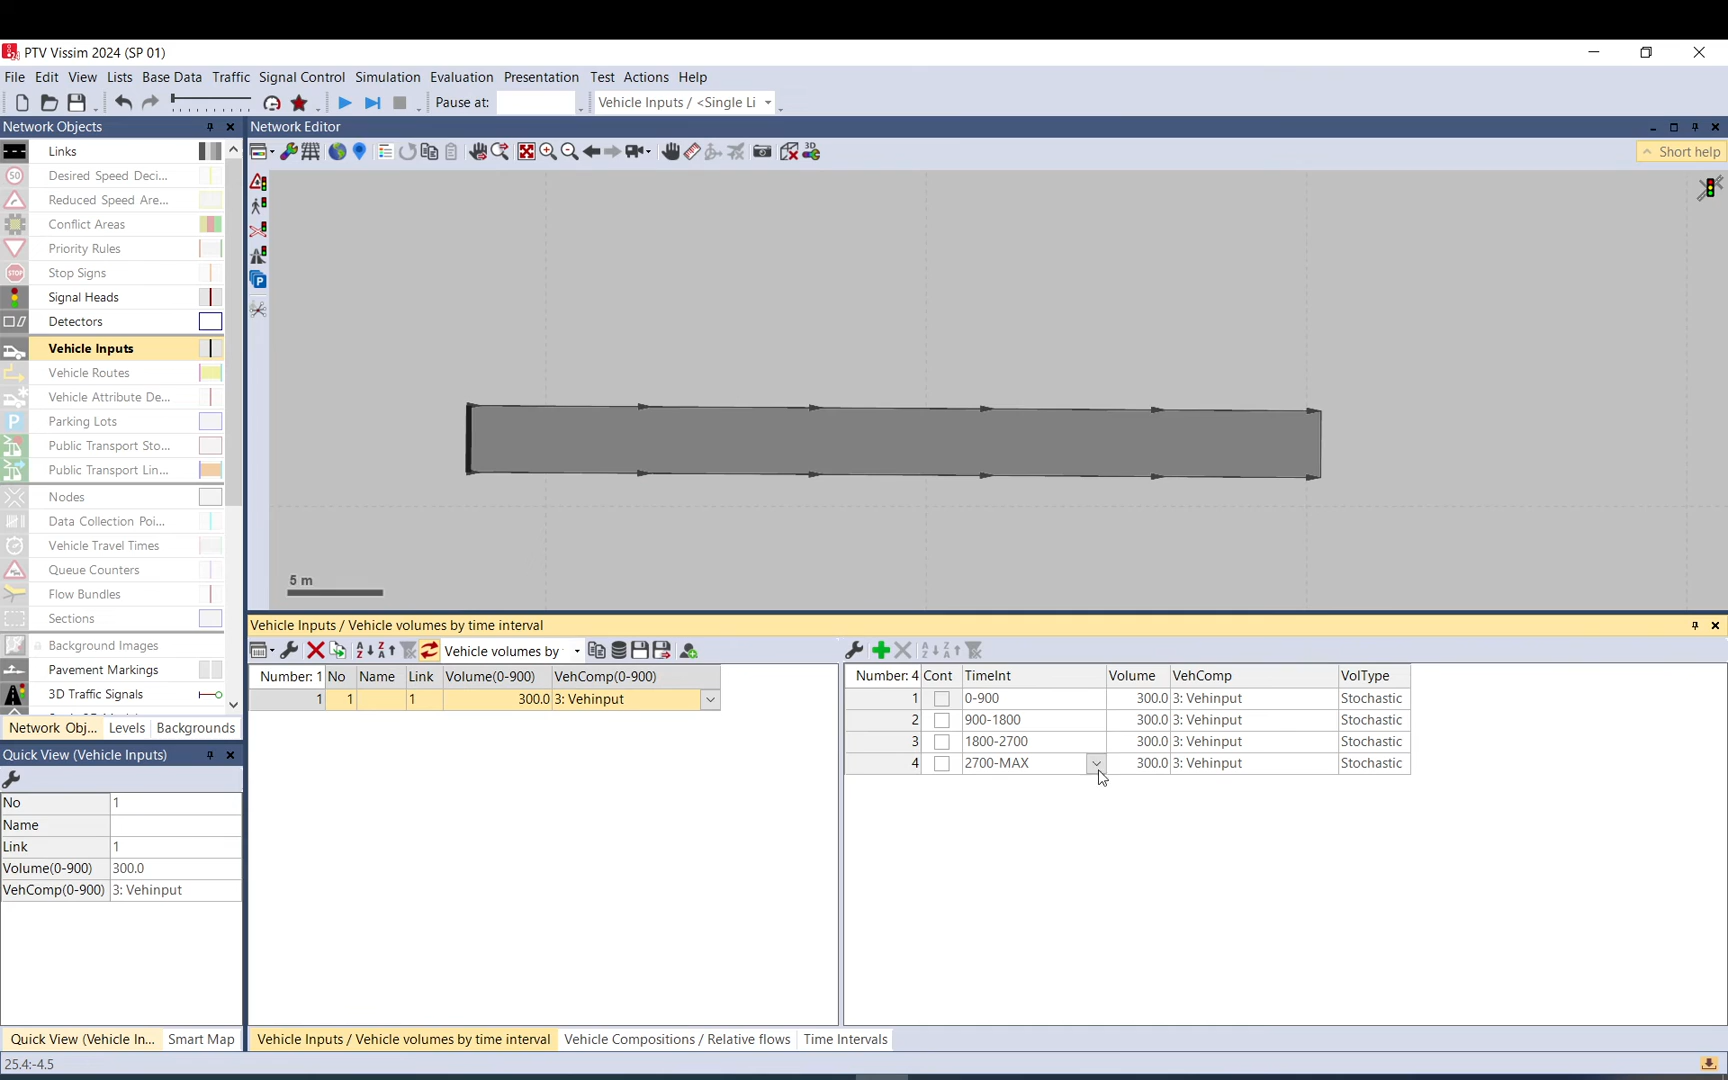 PTV Vissim 2024 (SP 01)
File Edit View Lists Base Data Traffic Signal Control Simulation Evaluation Presentation Test Actions Help
Pause at: Vehicle Inputs / <Single Li
Network Objects
Network Editor
Short help
Links
50 Desired Speed Deci...
Reduced Speed Are...
Conflict Areas
Priority Rules
STOP Stop Signs
Signal Heads
Detectors
Vehicle Inputs
Vehicle Routes
Vehicle Attribute De...
P Parking Lots
Public Transport Sto...
Public Transport Lin...
Nodes
Data Collection Poi...
Vehicle Travel Times
Queue Counters
Flow Bundles
Sections
Background Images
Pavement Markings
3D Traffic Signals
Network Obj... Levels Backgrounds
5 m
Quick View (Vehicle Inputs)
No 1
Name
Link 1
Volume(0-900) 300.0
VehComp(0-900) 3: Vehinput
Quick View (Vehicle In... Smart Map
Vehicle Inputs / Vehicle volumes by time interval
Vehicle volumes by
Number: 1 No Name Link Volume(0-900) VehComp(0-900)
1 1 1 300.0 3: Vehinput
Number: 4 Cont TimeInt Volume VehComp VolType
1 0-900 300.0 3: Vehinput Stochastic
2 900-1800 300.0 3: Vehinput Stochastic
3 1800-2700 300.0 3: Vehinput Stochastic
4 2700-MAX 300.0 3: Vehinput Stochastic
Vehicle Inputs / Vehicle volumes by time interval Vehicle Compositions / Relative flows Time Intervals
25.4:-4.5